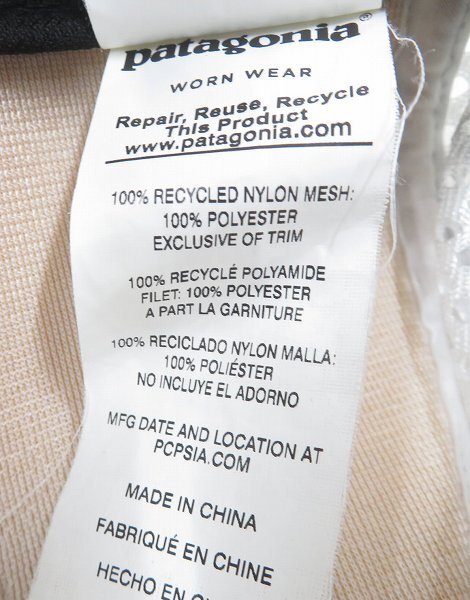 patagonia®
WORN WEAR
Repair, Reuse, Recycle
This Product
www.patagonia.com
100% RECYCLED NYLON MESH:
100% POLYESTER
EXCLUSIVE OF TRIM
100% RECYCLÉ POLYAMIDE
FILET: 100% POLYESTER
A PART LA GARNITURE
100% RECICLADO NYLON MALLA:
100% POLIÉSTER
NO INCLUYE EL ADORNO
MFG DATE AND LOCATION AT
PCPSIA.COM
MADE IN CHINA
FABRIQUÉ EN CHINE
HECHO EN